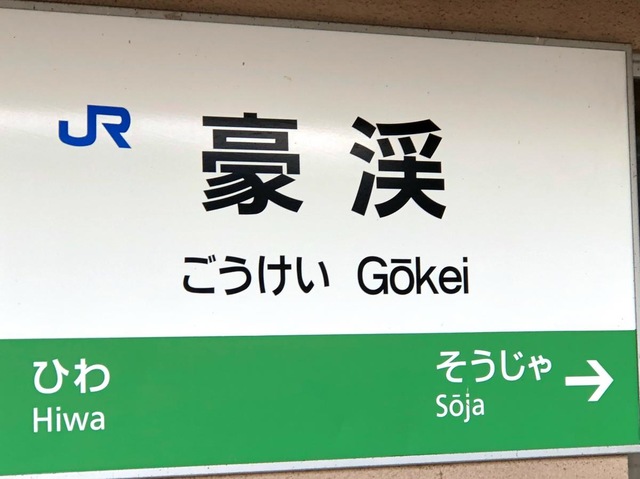 JR
豪渓
ごうけい Gōkei
ひわ
Hiwa
そうじゃ →
Sōja